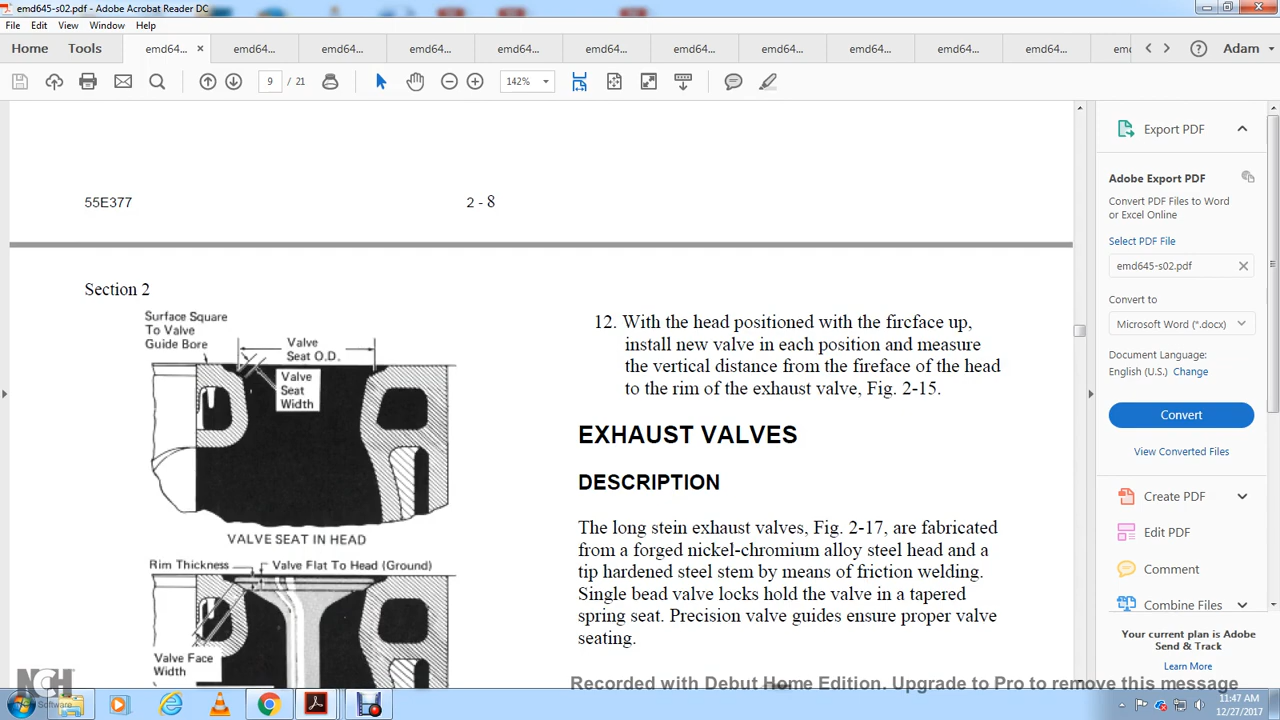 emd645-s02.pdf - Adobe Acrobat Reader DC
File Edit View Window Help
Home Tools emd64... emd64... emd64... emd64... emd64... emd64... emd64... emd64... emd64... emd64... emd64... Adam
9 / 21 142%
55E377 2 - 8
Section 2
Surface Square
To Valve
Guide Bore
Valve
Seat O.D.
Valve
Seat
Width
VALVE SEAT IN HEAD
Rim Thickness Valve Flat To Head (Ground)
Valve Face
Width
12. With the head positioned with the fircface up,
install new valve in each position and measure
the vertical distance from the fireface of the head
to the rim of the exhaust valve, Fig. 2-15.
EXHAUST VALVES
DESCRIPTION
The long stein exhaust valves, Fig. 2-17, are fabricated
from a forged nickel-chromium alloy steel head and a
tip hardened steel stem by means of friction welding.
Single bead valve locks hold the valve in a tapered
spring seat. Precision valve guides ensure proper valve
seating.
Export PDF
Adobe Export PDF
Convert PDF Files to Word
or Excel Online
Select PDF File
emd645-s02.pdf
Convert to
Microsoft Word (*.docx)
Document Language:
English (U.S.) Change
Convert
View Converted Files
Create PDF
Edit PDF
Comment
Combine Files
Your current plan is Adobe
Send & Track
Learn More
NCH
Software
Recorded with Debut Home Edition. Upgrade to Pro to remove this message
11:47 AM
12/27/2017